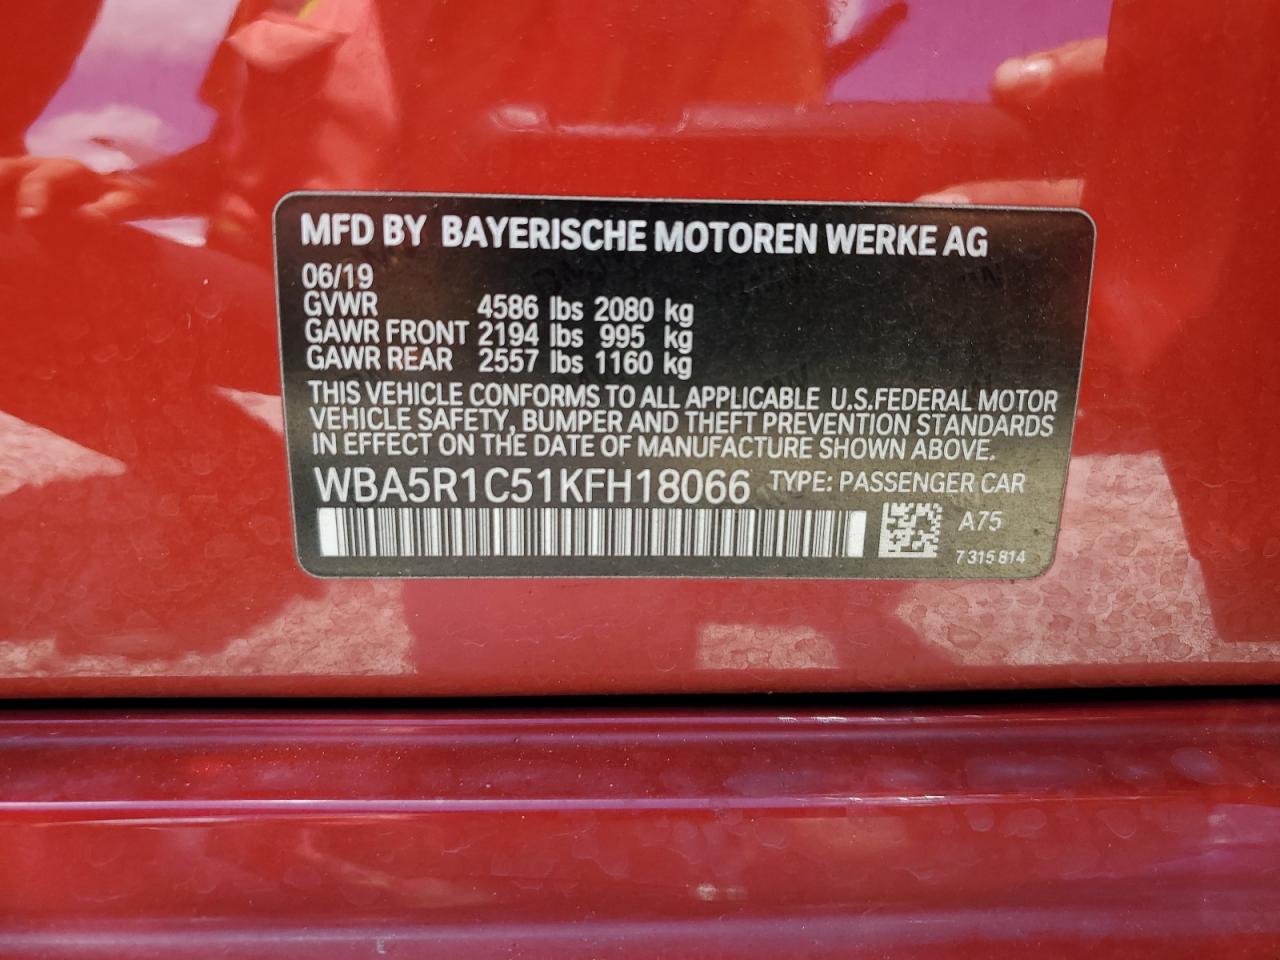 MFD BY BAYERISCHE MOTOREN WERKE AG
06/19
GVWR 4586 lbs 2080 kg
GAWR FRONT 2194 lbs 995 kg
GAWR REAR 2557 lbs 1160 kg
THIS VEHICLE CONFORMS TO ALL APPLICABLE U.S.FEDERAL MOTOR
VEHICLE SAFETY, BUMPER AND THEFT PREVENTION STANDARDS
IN EFFECT ON THE DATE OF MANUFACTURE SHOWN ABOVE.
WBA5R1C51KFH18066 TYPE: PASSENGER CAR
A75
7 315 814